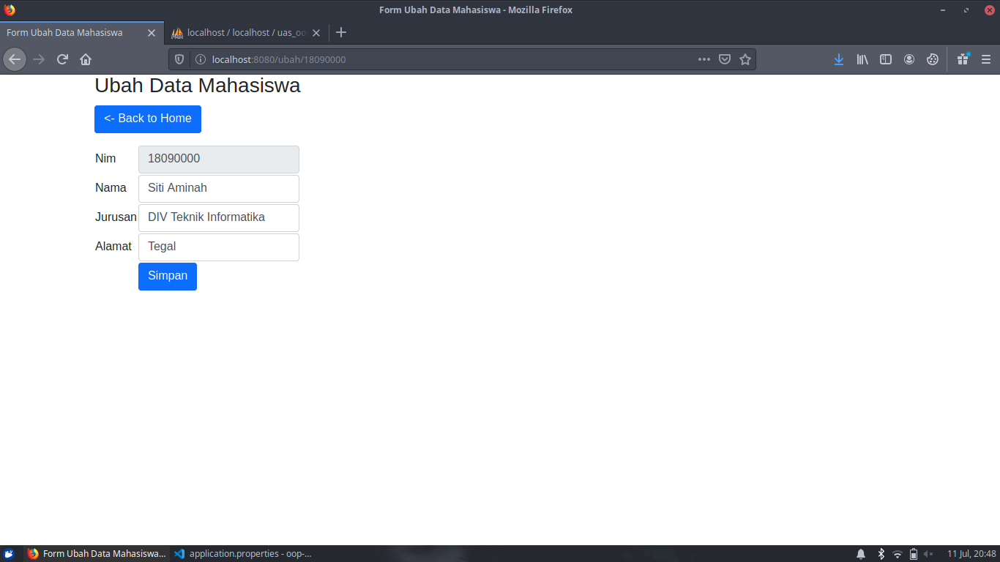 Form Ubah Data Mahasiswa - Mozilla Firefox
Form Ubah Data Mahasiswa
localhost / localhost / uas_oo
localhost:8080/ubah/18090000
Ubah Data Mahasiswa
<- Back to Home
Nim 18090000
Nama Siti Aminah
Jurusan DIV Teknik Informatika
Alamat Tegal
Simpan
Form Ubah Data Mahasiswa... application.properties - oop-... 11 Jul, 20:48